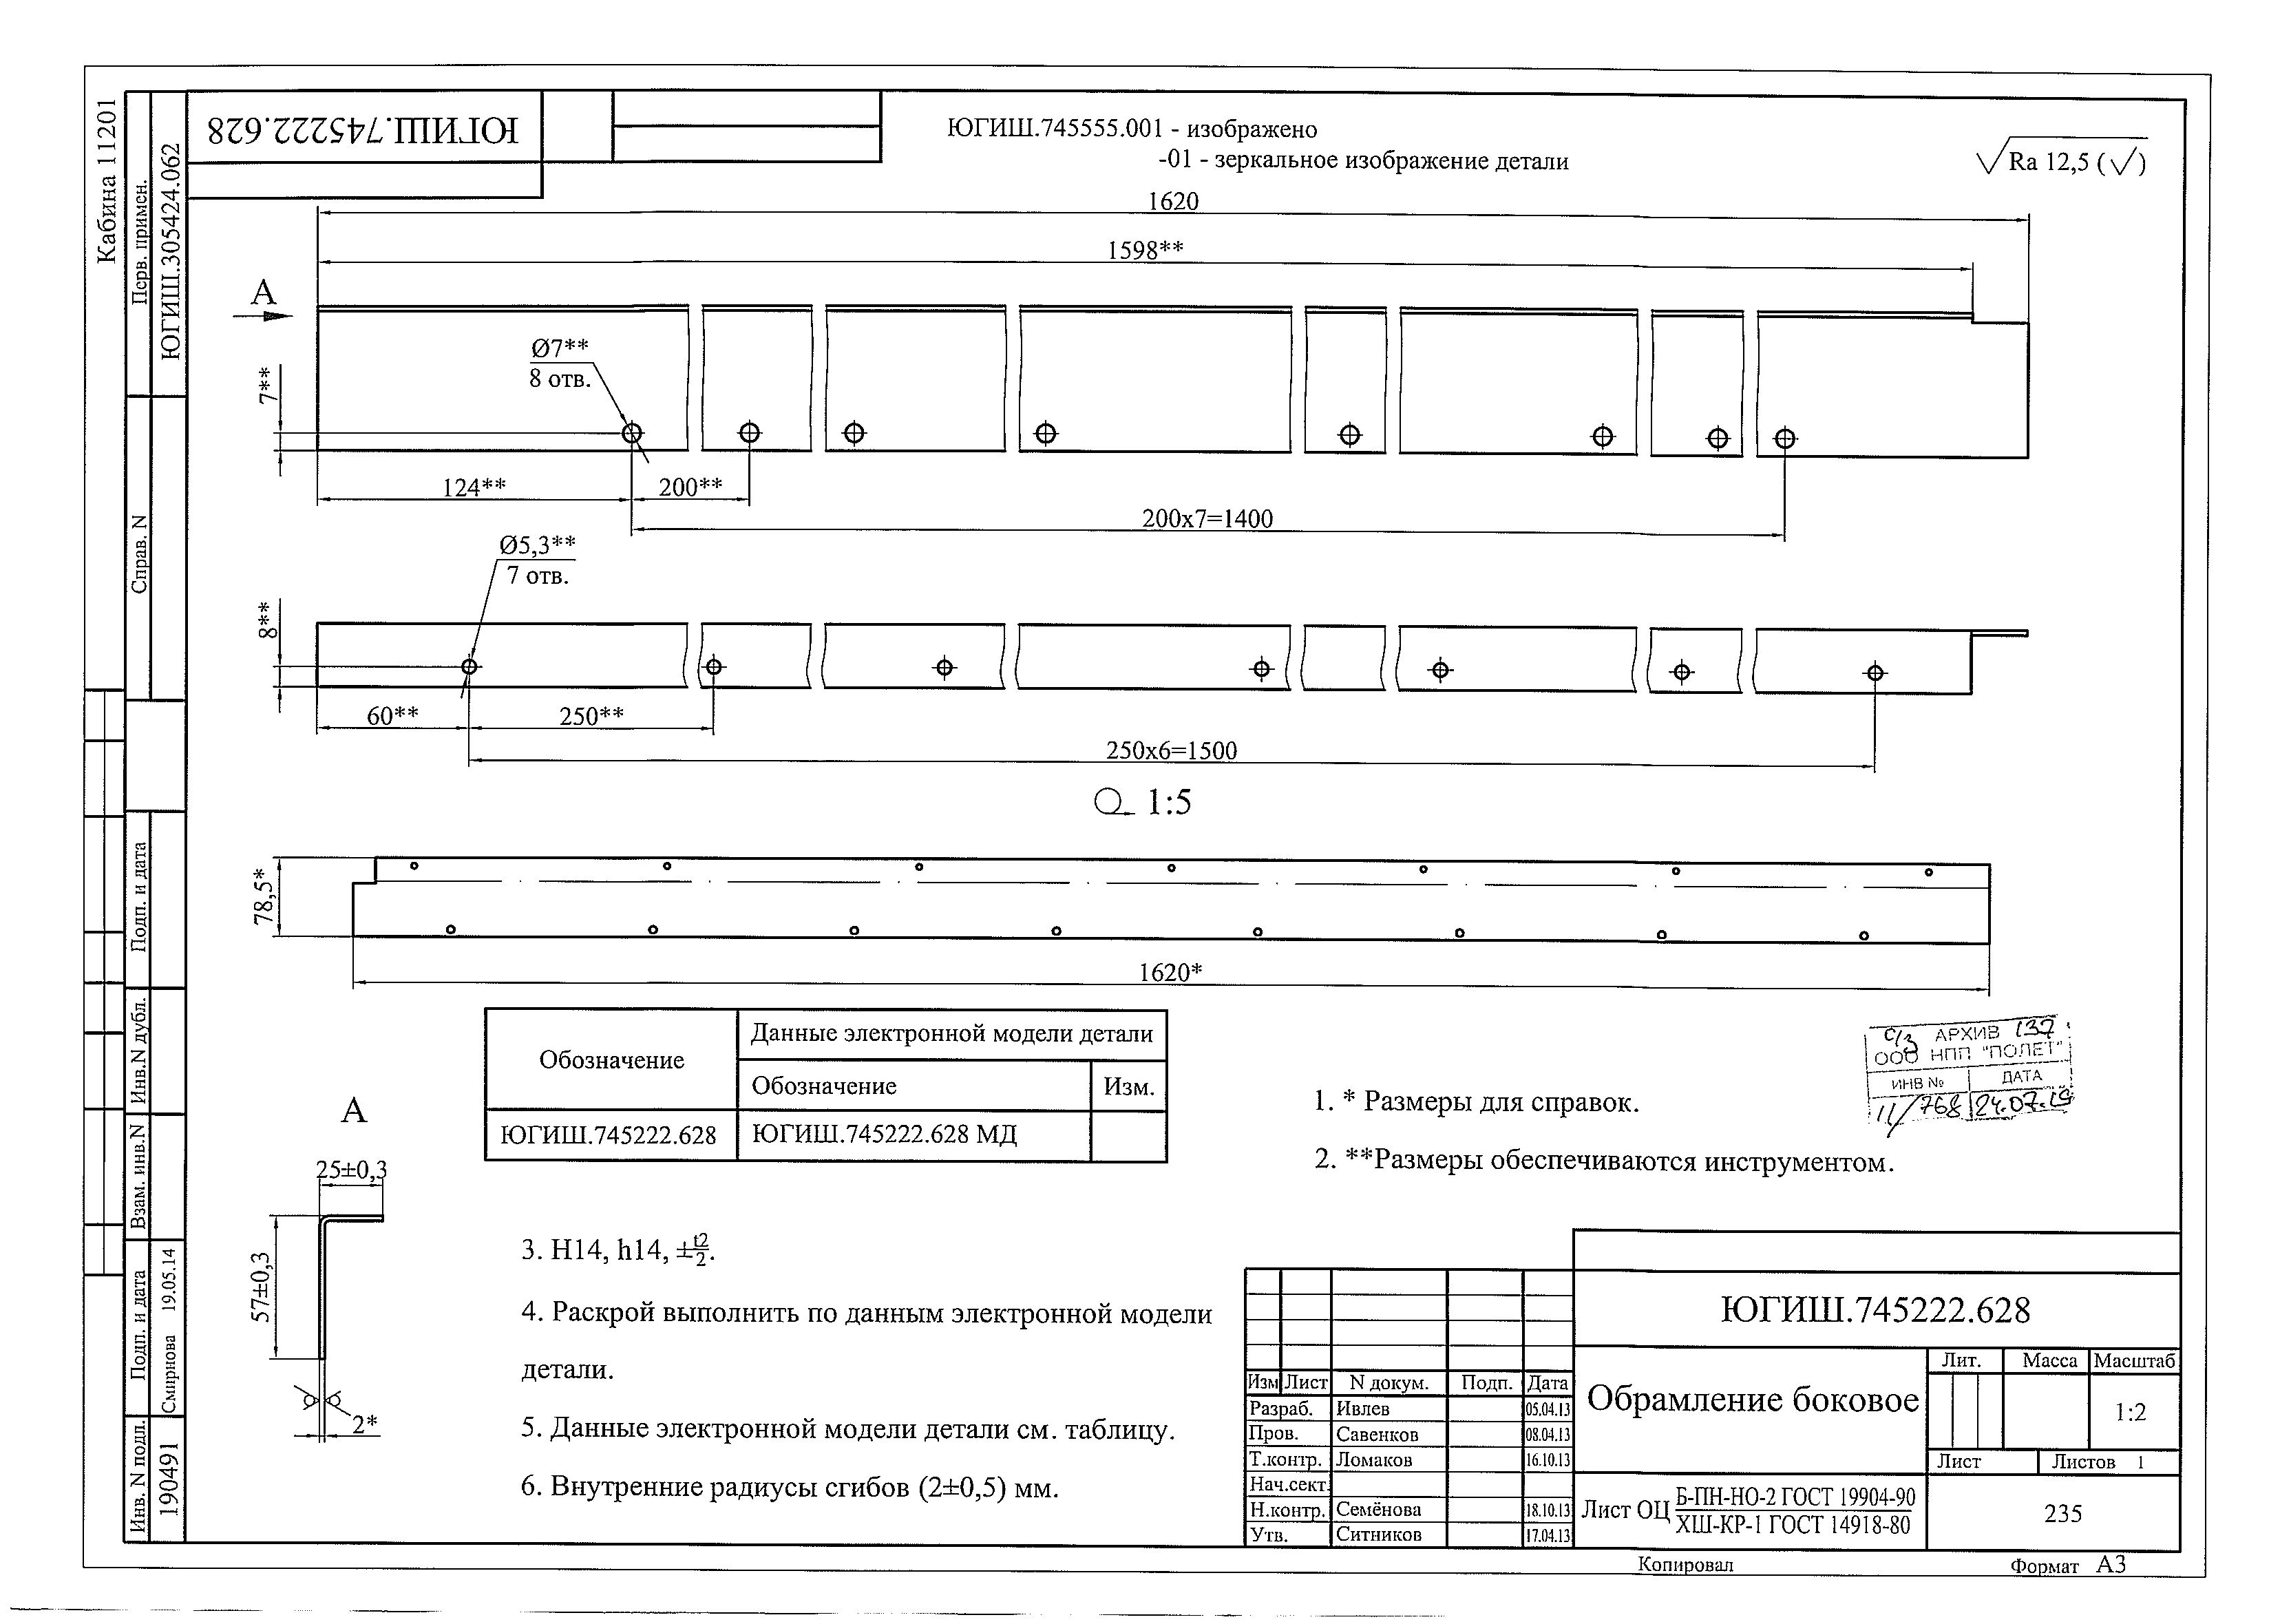 Кабина 11201
Перв. примен.
ЮГИШ.305424.062
Справ. N
Подп. и дата
Инв.N дубл.
Взам. инв.N
Подп. и дата
Смирнова 19.05.14
Инв. N подп.
190491
ЮГИШ.745222.628
ЮГИШ.745555.001 - изображено
-01 - зеркальное изображение детали
Ra 12,5 (√)
1620
1598**
А
Ø7**
8 отв.
7**
124**
200**
200x7=1400
Ø5,3**
7 отв.
8**
60**
250**
250x6=1500
1:5
78,5*
1620*
Обозначение
Данные электронной модели детали
Обозначение
Изм.
ЮГИШ.745222.628
ЮГИШ.745222.628 МД
С/З АРХИВ 137
ООО НПП "ПОЛЕТ"
ИНВ № ДАТА
11/768 24.07.19
А
25±0,3
57±0,3
2*
1. * Размеры для справок.
2. **Размеры обеспечиваются инструментом.
3. H14, h14, ±t2/2.
4. Раскрой выполнить по данным электронной модели
детали.
5. Данные электронной модели детали см. таблицу.
6. Внутренние радиусы сгибов (2±0,5) мм.
ЮГИШ.745222.628
Изм Лист N докум. Подп. Дата
Разраб. Ивлев 05.04.13
Пров. Савенков 08.04.13
Т.контр. Ломаков 16.10.13
Нач.сект.
Н.контр. Семёнова 18.10.13
Утв. Ситников 17.04.13
Обрамление боковое
Лит. Масса Масштаб
1:2
Лист Листов 1
Лист ОЦ Б-ПН-НО-2 ГОСТ 19904-90
ХШ-КР-1 ГОСТ 14918-80
235
Копировал
Формат А3